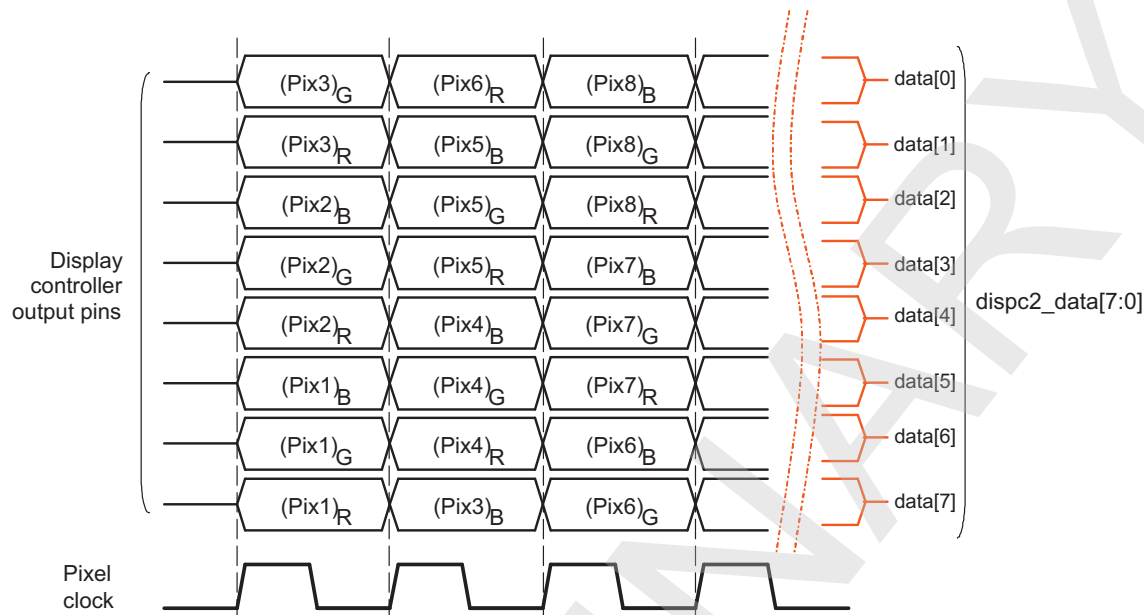 (Pix3)G (Pix6)R (Pix8)B data[0]
(Pix3)R (Pix5)B (Pix8)G data[1]
(Pix2)B (Pix5)G (Pix8)R data[2]
(Pix2)G (Pix5)R (Pix7)B data[3]
Display
controller
output pins
dispc2_data[7:0]
(Pix2)R (Pix4)B (Pix7)G data[4]
(Pix1)B (Pix4)G (Pix7)R data[5]
(Pix1)G (Pix4)R (Pix6)B data[6]
(Pix1)R (Pix3)B (Pix6)G data[7]
Pixel
clock